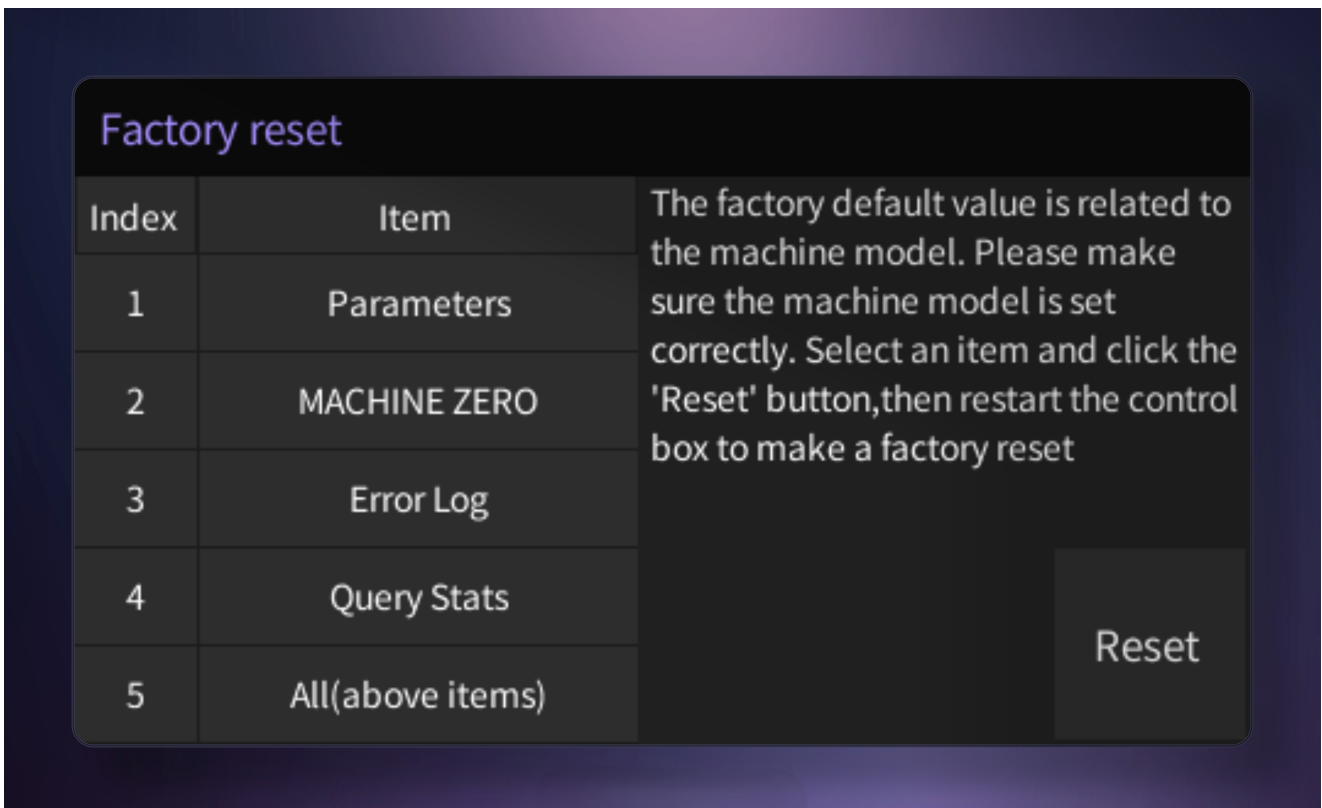 Factory reset
Index Item
1 Parameters
2 MACHINE ZERO
3 Error Log
4 Query Stats
5 All(above items)
The factory default value is related to
the machine model. Please make
sure the machine model is set
correctly. Select an item and click the
'Reset' button,then restart the control
box to make a factory reset
Reset